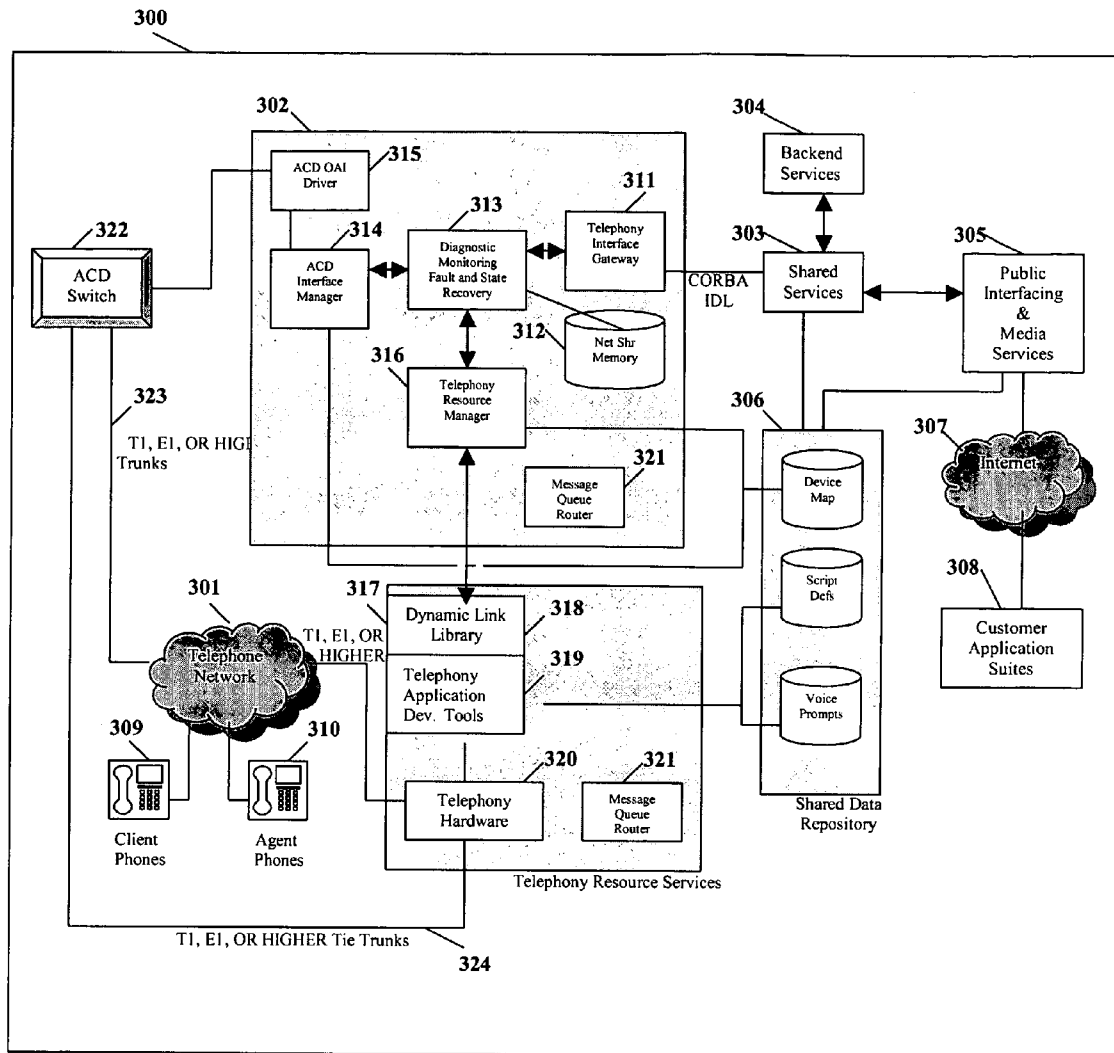 300
302
304
315
Backend
Services
ACD OAI
Driver
311
313
322
314
303
305
Telephony
Interface
Gateway
Diagnostic
Monitoring
Fault and State
Recovery
ACD
Switch
ACD
Interface
Manager
Shared
Services
Public
Interfacing
&
Media
Services
CORBA
IDL
312
Net Shr
Memory
316
Telephony
Resource
Manager
323
306
307
T1, E1, OR HIGH
Trunks
321
Internet
Message
Queue
Router
Device
Map
308
317
Script
Defs
301
318
Dynamic Link
Library
Customer
Application
Suites
T1, E1, OR
HIGHER
Telephone
Network
319
Telephony
Application
Dev. Tools
Voice
Prompts
309
310
320
321
Telephony
Hardware
Message
Queue
Router
Shared Data
Repository
Client
Phones
Agent
Phones
Telephony Resource Services
T1, E1, OR HIGHER Tie Trunks
324